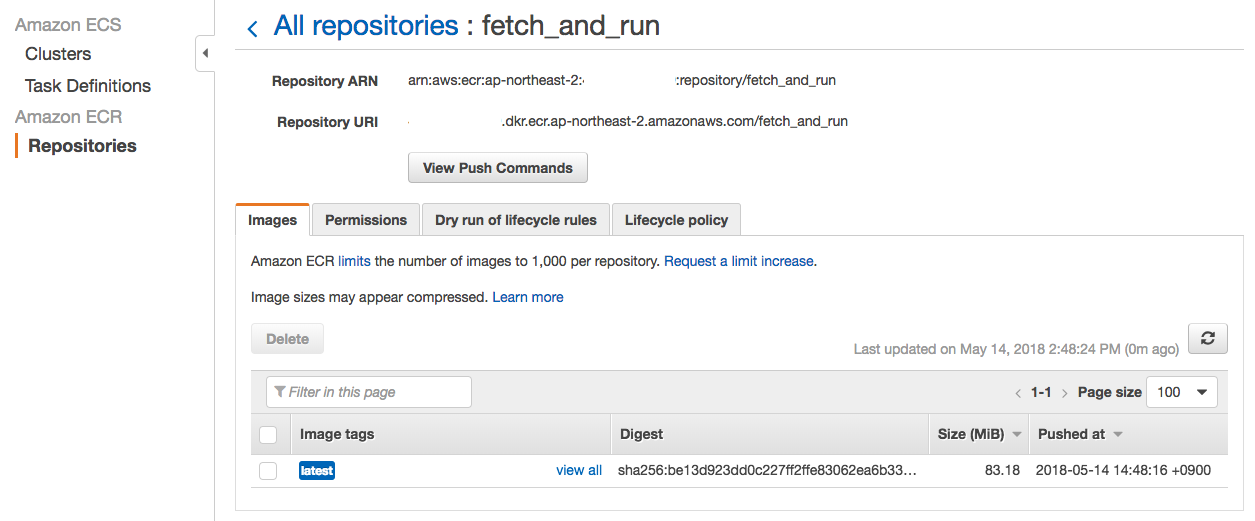 Amazon ECS
Clusters
Task Definitions
Amazon ECR
Repositories
All repositories : fetch_and_run
Repository ARN arn:aws:ecr:ap-northeast-2: :repository/fetch_and_run
Repository URI .dkr.ecr.ap-northeast-2.amazonaws.com/fetch_and_run
View Push Commands
Images Permissions Dry run of lifecycle rules Lifecycle policy
Amazon ECR limits the number of images to 1,000 per repository. Request a limit increase.
Image sizes may appear compressed. Learn more
Delete
Last updated on May 14, 2018 2:48:24 PM (0m ago)
Filter in this page < 1-1 > Page size 100
Image tags Digest Size (MiB) Pushed at
latest view all sha256:be13d923dd0c227ff2ffe83062ea6b33... 83.18 2018-05-14 14:48:16 +0900